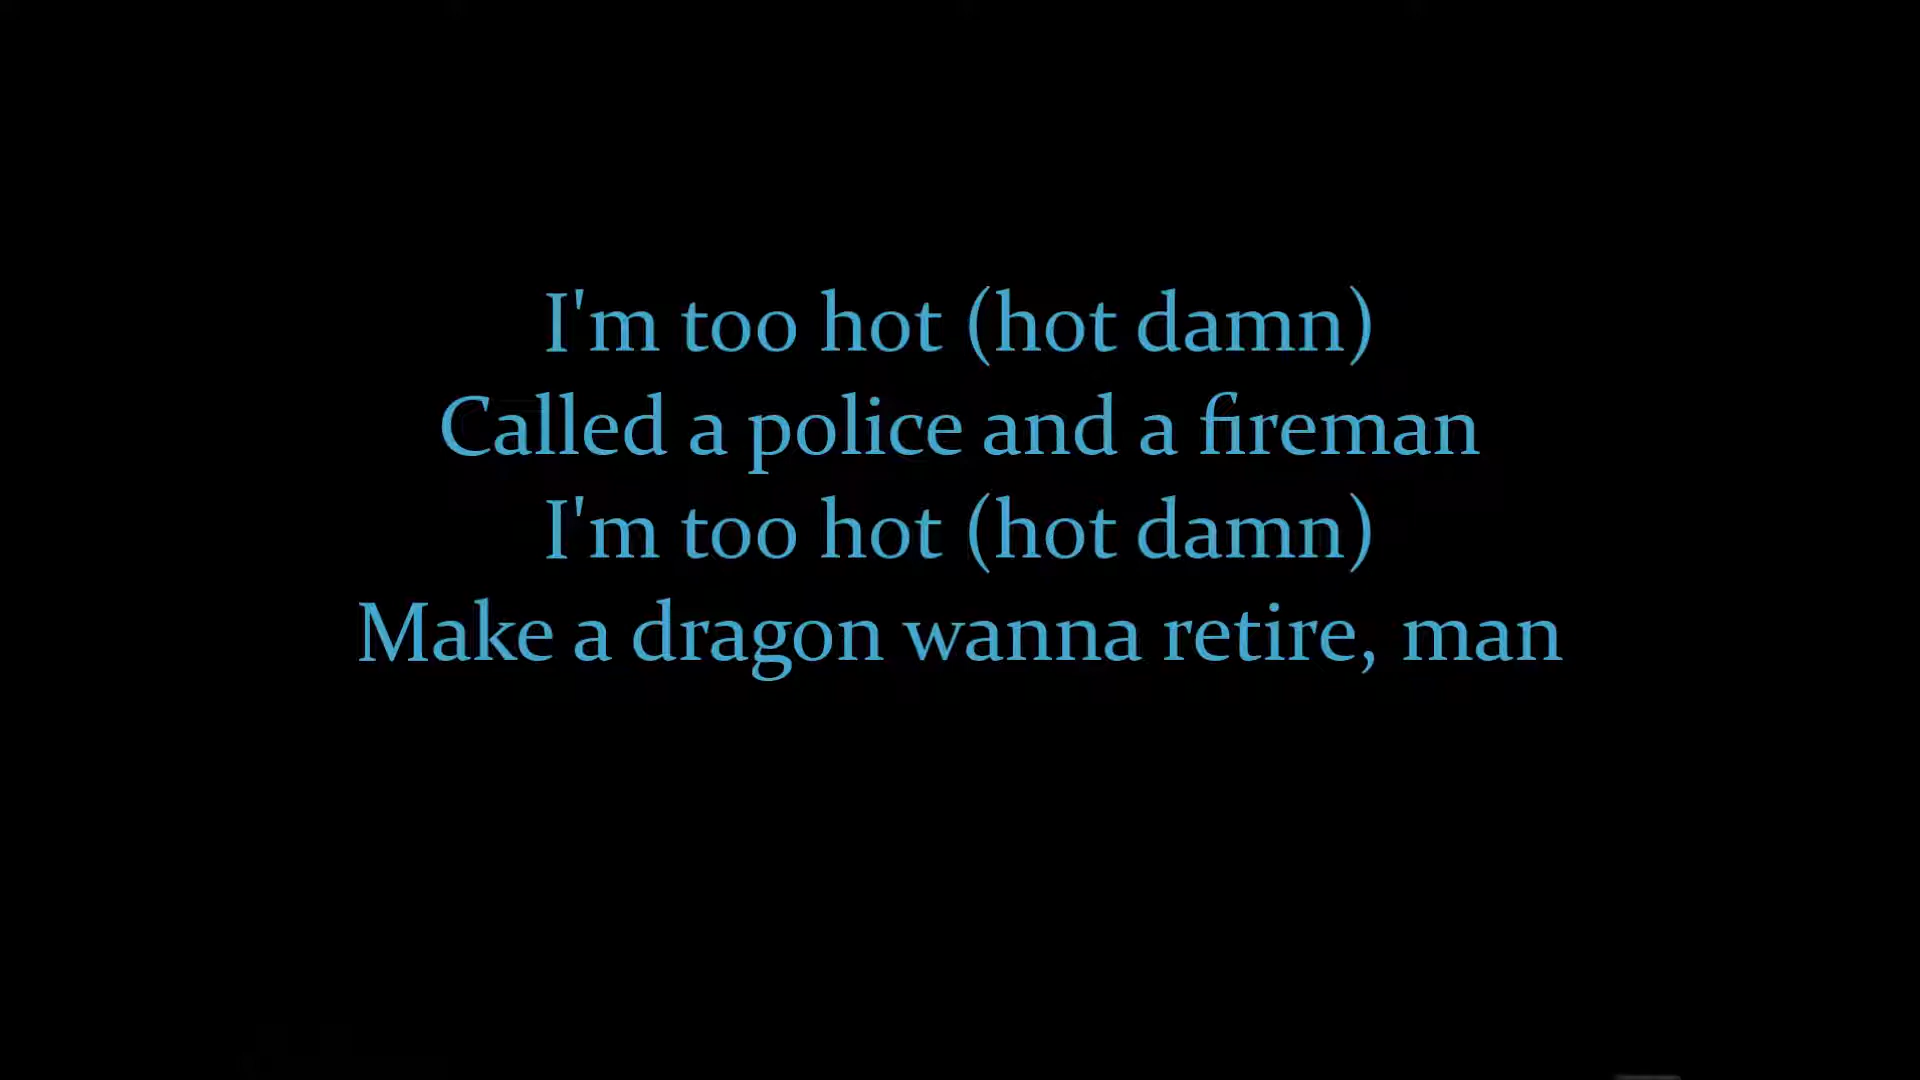 I'm too hot (hot damn)
Called a police and a fireman
I'm too hot (hot damn)
Make a dragon wanna retire, man